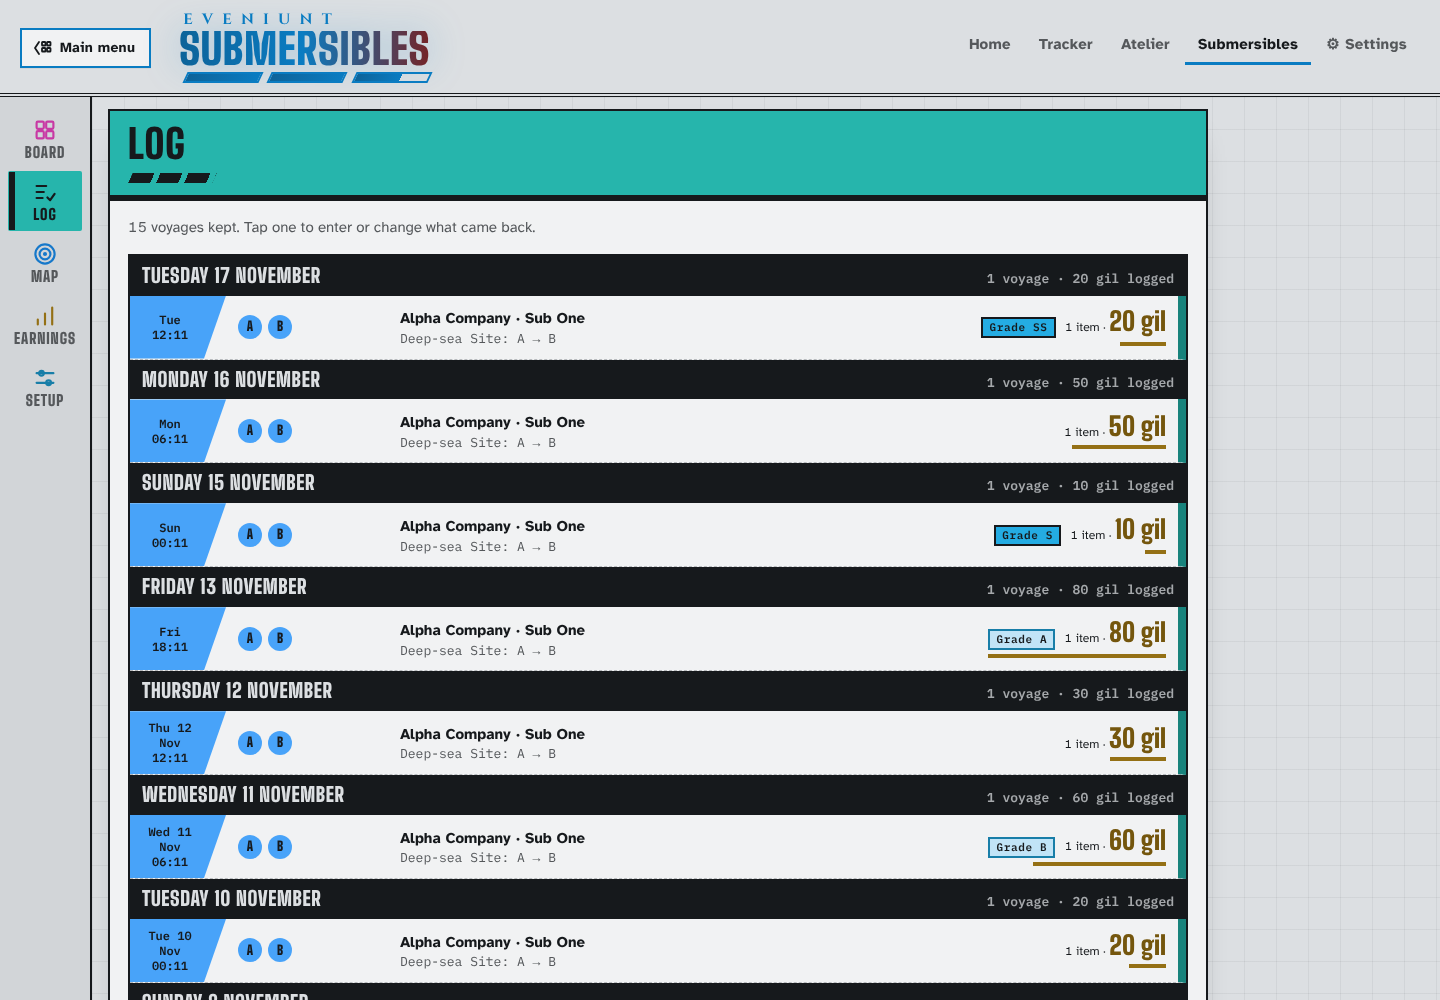 Main menu
EVENIUNT
SUBMERSIBLES
Home
Tracker
Atelier
Submersibles
Settings
BOARD
LOG
MAP
EARNINGS
SETUP
LOG
15 voyages kept. Tap one to enter or change what came back.
TUESDAY 17 NOVEMBER
1 voyage · 20 gil logged
Tue
12:11
A B
Alpha Company · Sub One
Deep-sea Site: A → B
Grade SS
1 item · 20 gil
MONDAY 16 NOVEMBER
1 voyage · 50 gil logged
Mon
06:11
A B
Alpha Company · Sub One
Deep-sea Site: A → B
1 item · 50 gil
SUNDAY 15 NOVEMBER
1 voyage · 10 gil logged
Sun
00:11
A B
Alpha Company · Sub One
Deep-sea Site: A → B
Grade S
1 item · 10 gil
FRIDAY 13 NOVEMBER
1 voyage · 80 gil logged
Fri
18:11
A B
Alpha Company · Sub One
Deep-sea Site: A → B
Grade A
1 item · 80 gil
THURSDAY 12 NOVEMBER
1 voyage · 30 gil logged
Thu 12
Nov
12:11
A B
Alpha Company · Sub One
Deep-sea Site: A → B
1 item · 30 gil
WEDNESDAY 11 NOVEMBER
1 voyage · 60 gil logged
Wed 11
Nov
06:11
A B
Alpha Company · Sub One
Deep-sea Site: A → B
Grade B
1 item · 60 gil
TUESDAY 10 NOVEMBER
1 voyage · 20 gil logged
Tue 10
Nov
00:11
A B
Alpha Company · Sub One
Deep-sea Site: A → B
1 item · 20 gil